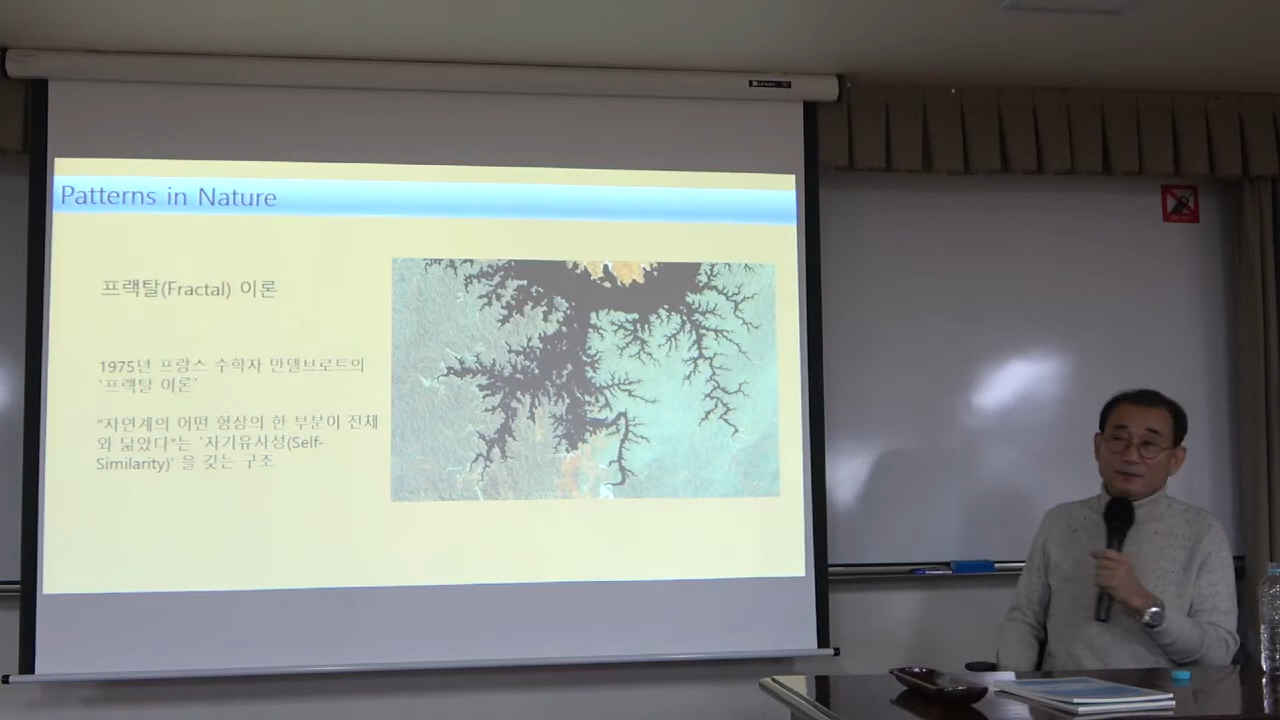 Patterns in Nature
프랙탈(Fractal) 이론
1975년 프랑스 수학자 만델브로트의
'프랙탈 이론'
"자연계의 어떤 형상의 한 부분이 전체
와 닮았다"는 '자기유사성(Self-
Similarity)' 을 갖는 구조